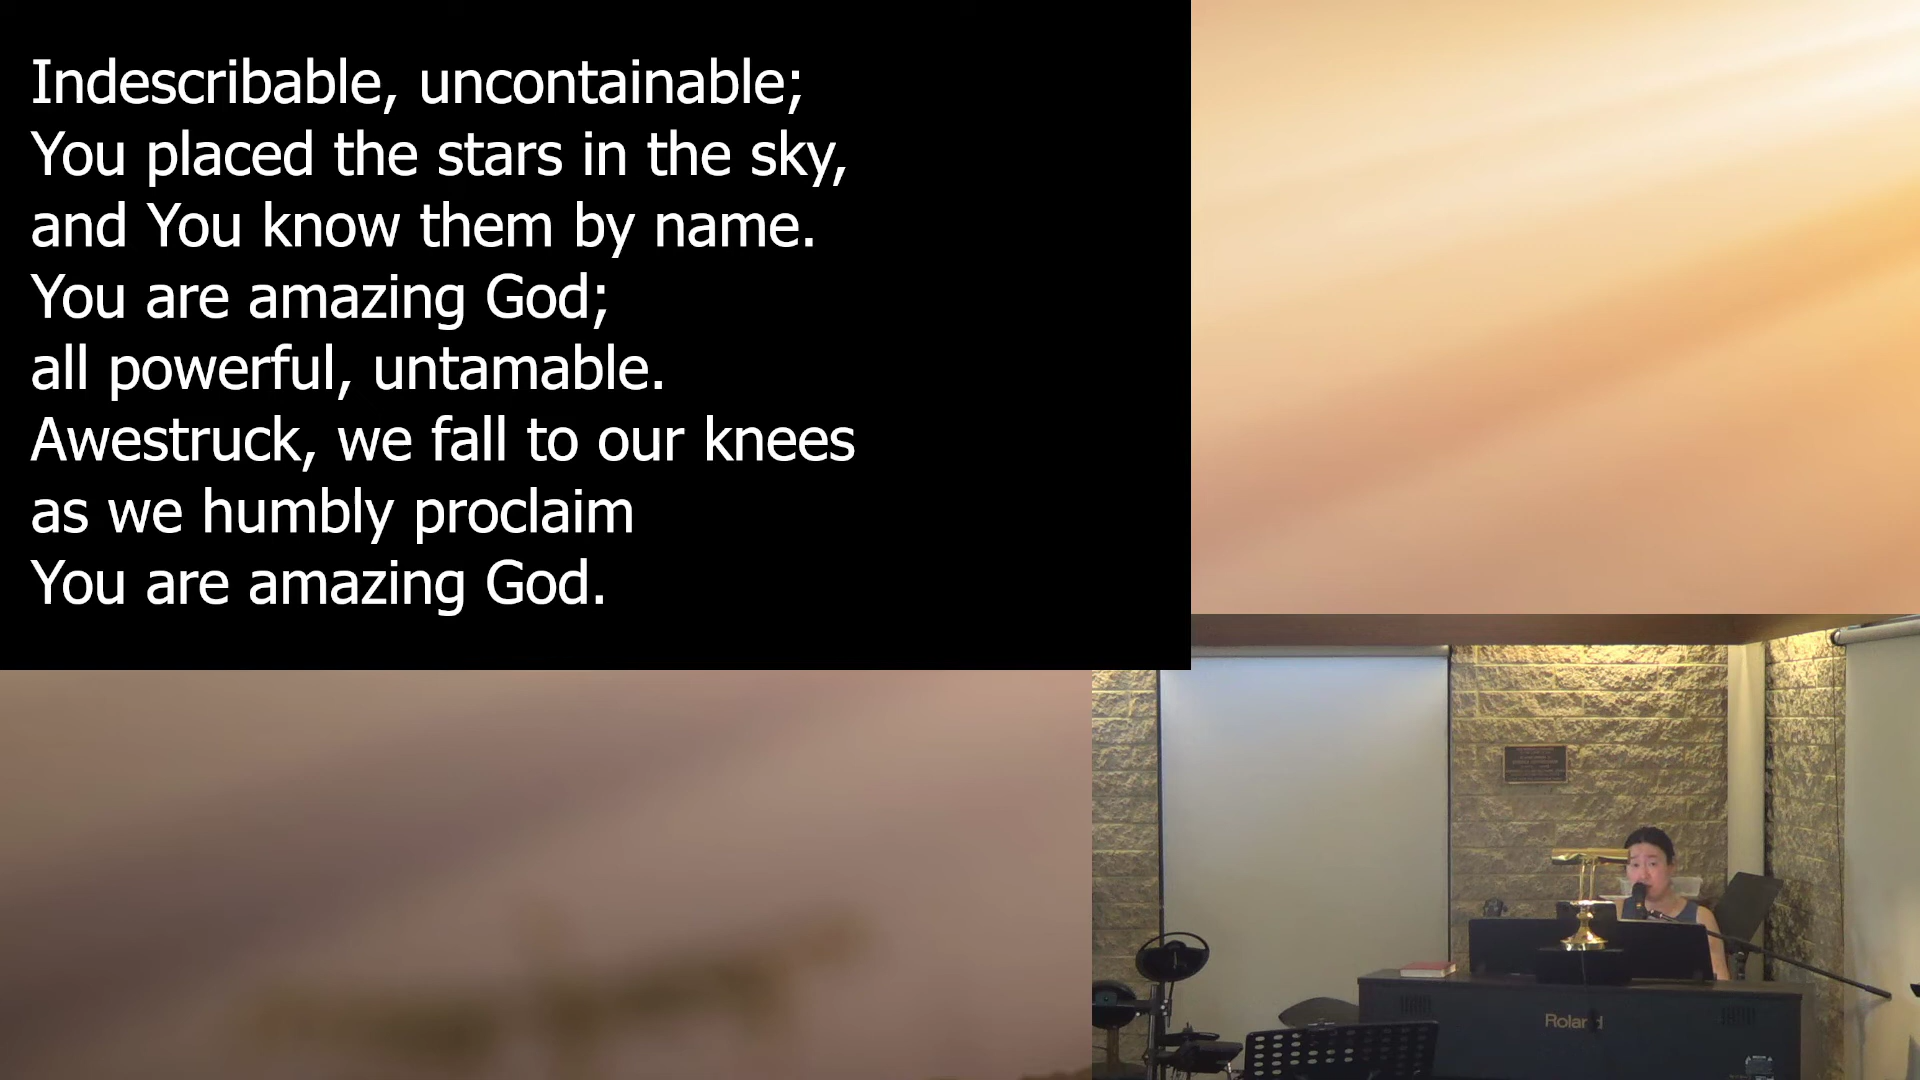 Indescribable, uncontainable;
You placed the stars in the sky,
and You know them by name.
You are amazing God;
all powerful, untamable.
Awestruck, we fall to our knees
as we humbly proclaim
You are amazing God.
Roland